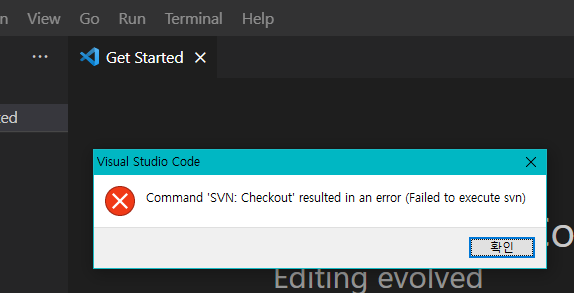 View Go Run Terminal Help
... Get Started
Visual Studio Code
Command 'SVN: Checkout' resulted in an error (Failed to execute svn)
확인
Editing evolved